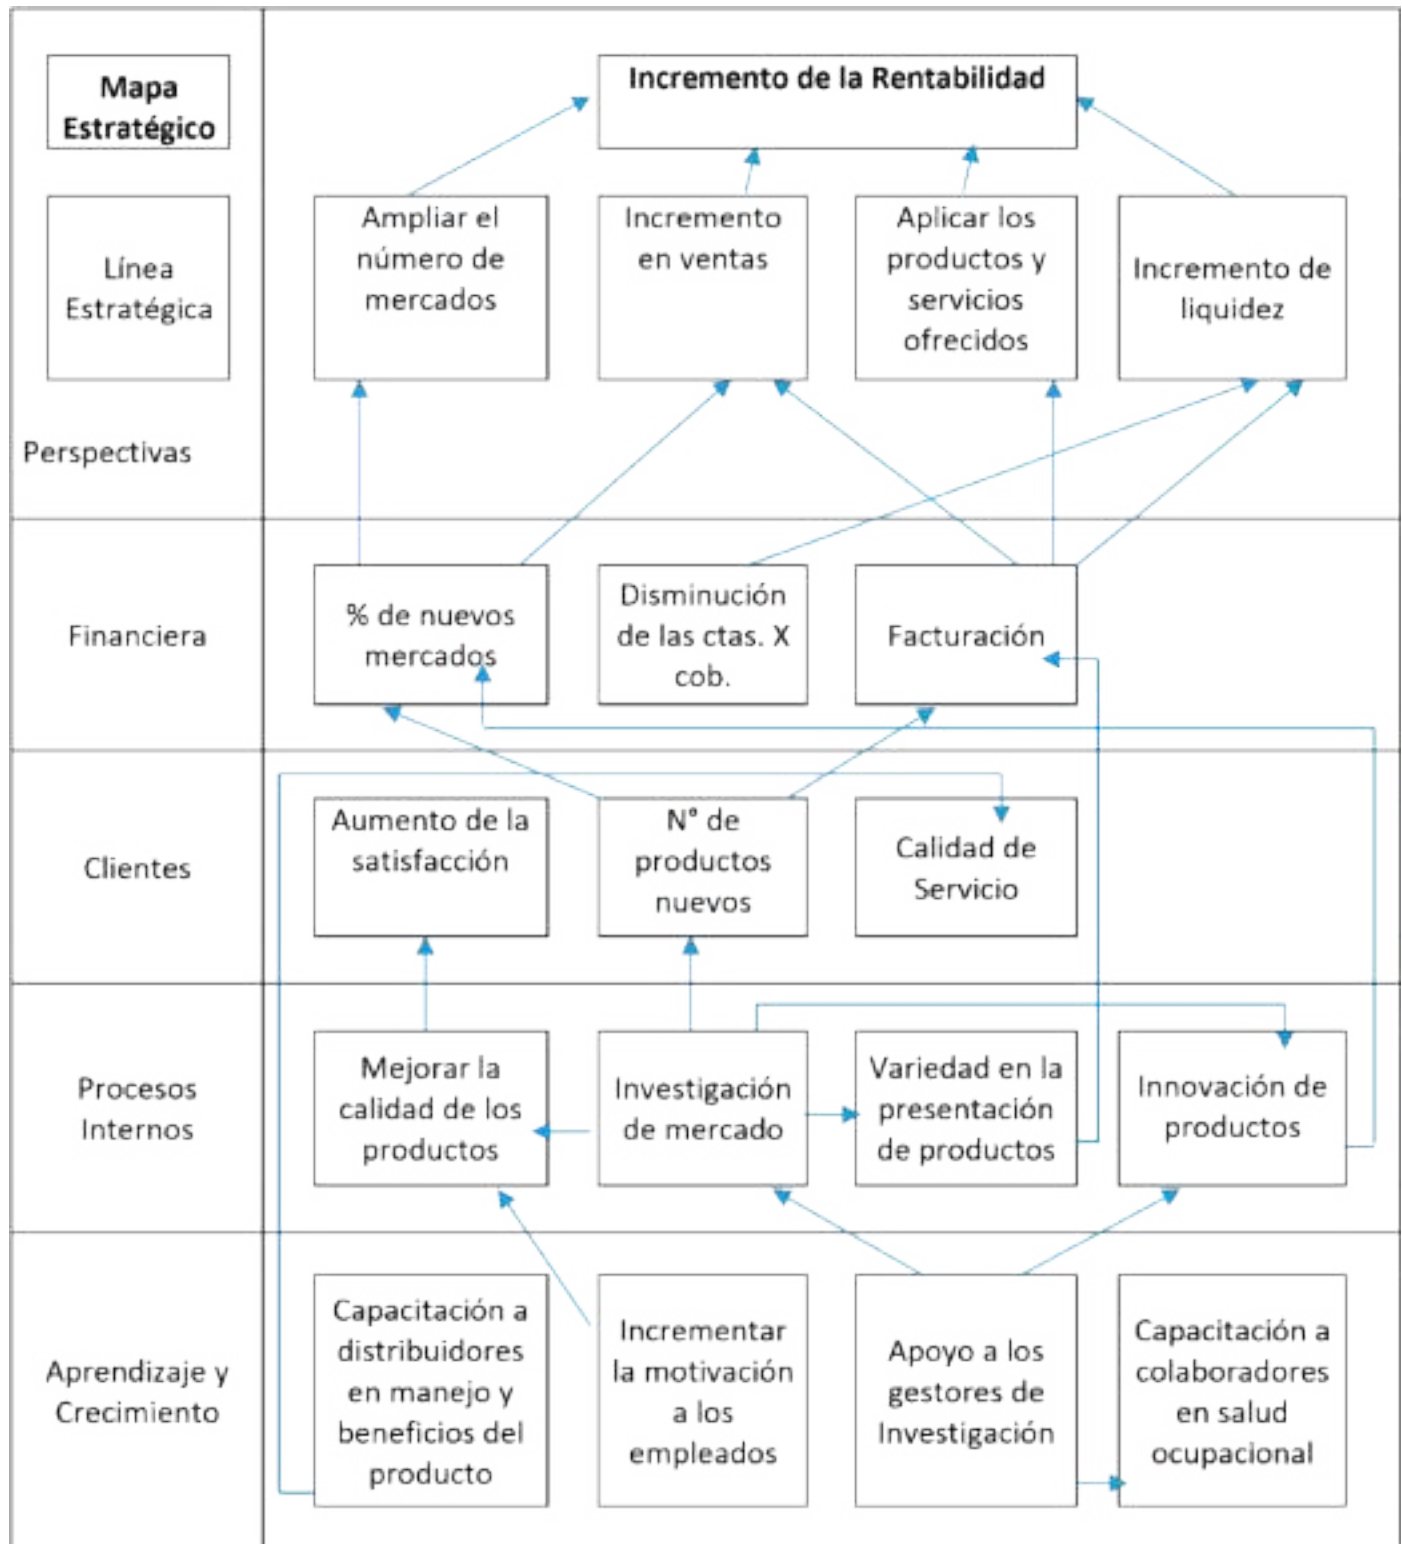 Mapa
Estratégico
Incremento de la Rentabilidad
Línea
Estratégica
Ampliar el
número de
mercados
Incremento
en ventas
Aplicar los
productos y
servicios
ofrecidos
Incremento de
liquidez
Perspectivas
Financiera
% de nuevos
mercados
Disminución
de las ctas. X
cob.
Facturación
Clientes
Aumento de la
satisfacción
N° de
productos
nuevos
Calidad de
Servicio
Procesos
Internos
Mejorar la
calidad de los
productos
Investigación
de mercado
Variedad en la
presentación
de productos
Innovación de
productos
Aprendizaje y
Crecimiento
Capacitación a
distribuidores
en manejo y
beneficios del
producto
Incrementar
la motivación
a los
empleados
Apoyo a los
gestores de
Investigación
Capacitación a
colaboradores
en salud
ocupacional